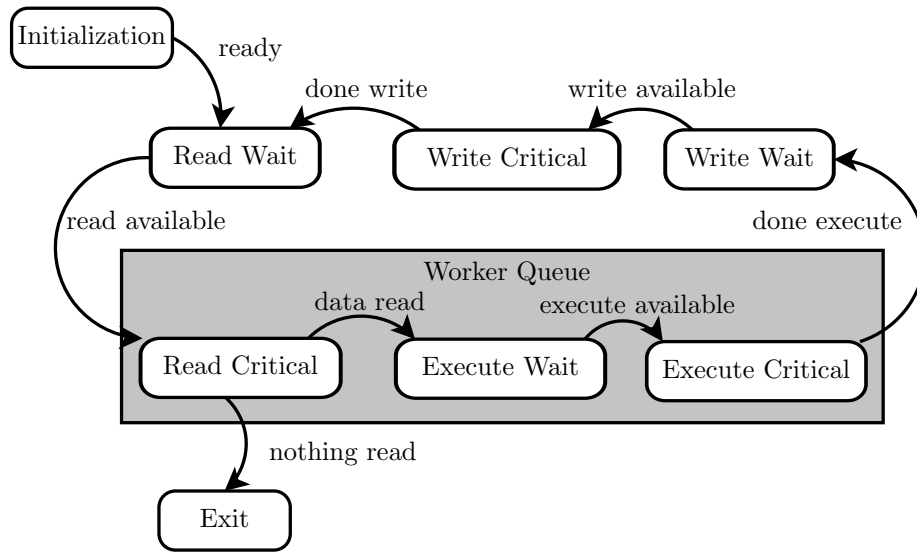 Initialization
ready
done write
write available
Read Wait
Write Critical
Write Wait
read available
done execute
Worker Queue
data read
execute available
Read Critical
Execute Wait
Execute Critical
nothing read
Exit